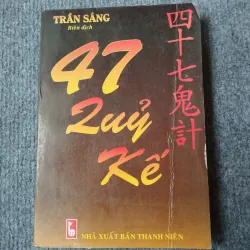 TRẦN SÁNG
Biên dịch
47
Quỷ
Kế
四十七鬼計
NHÀ XUẤT BẢN THANH NIÊN